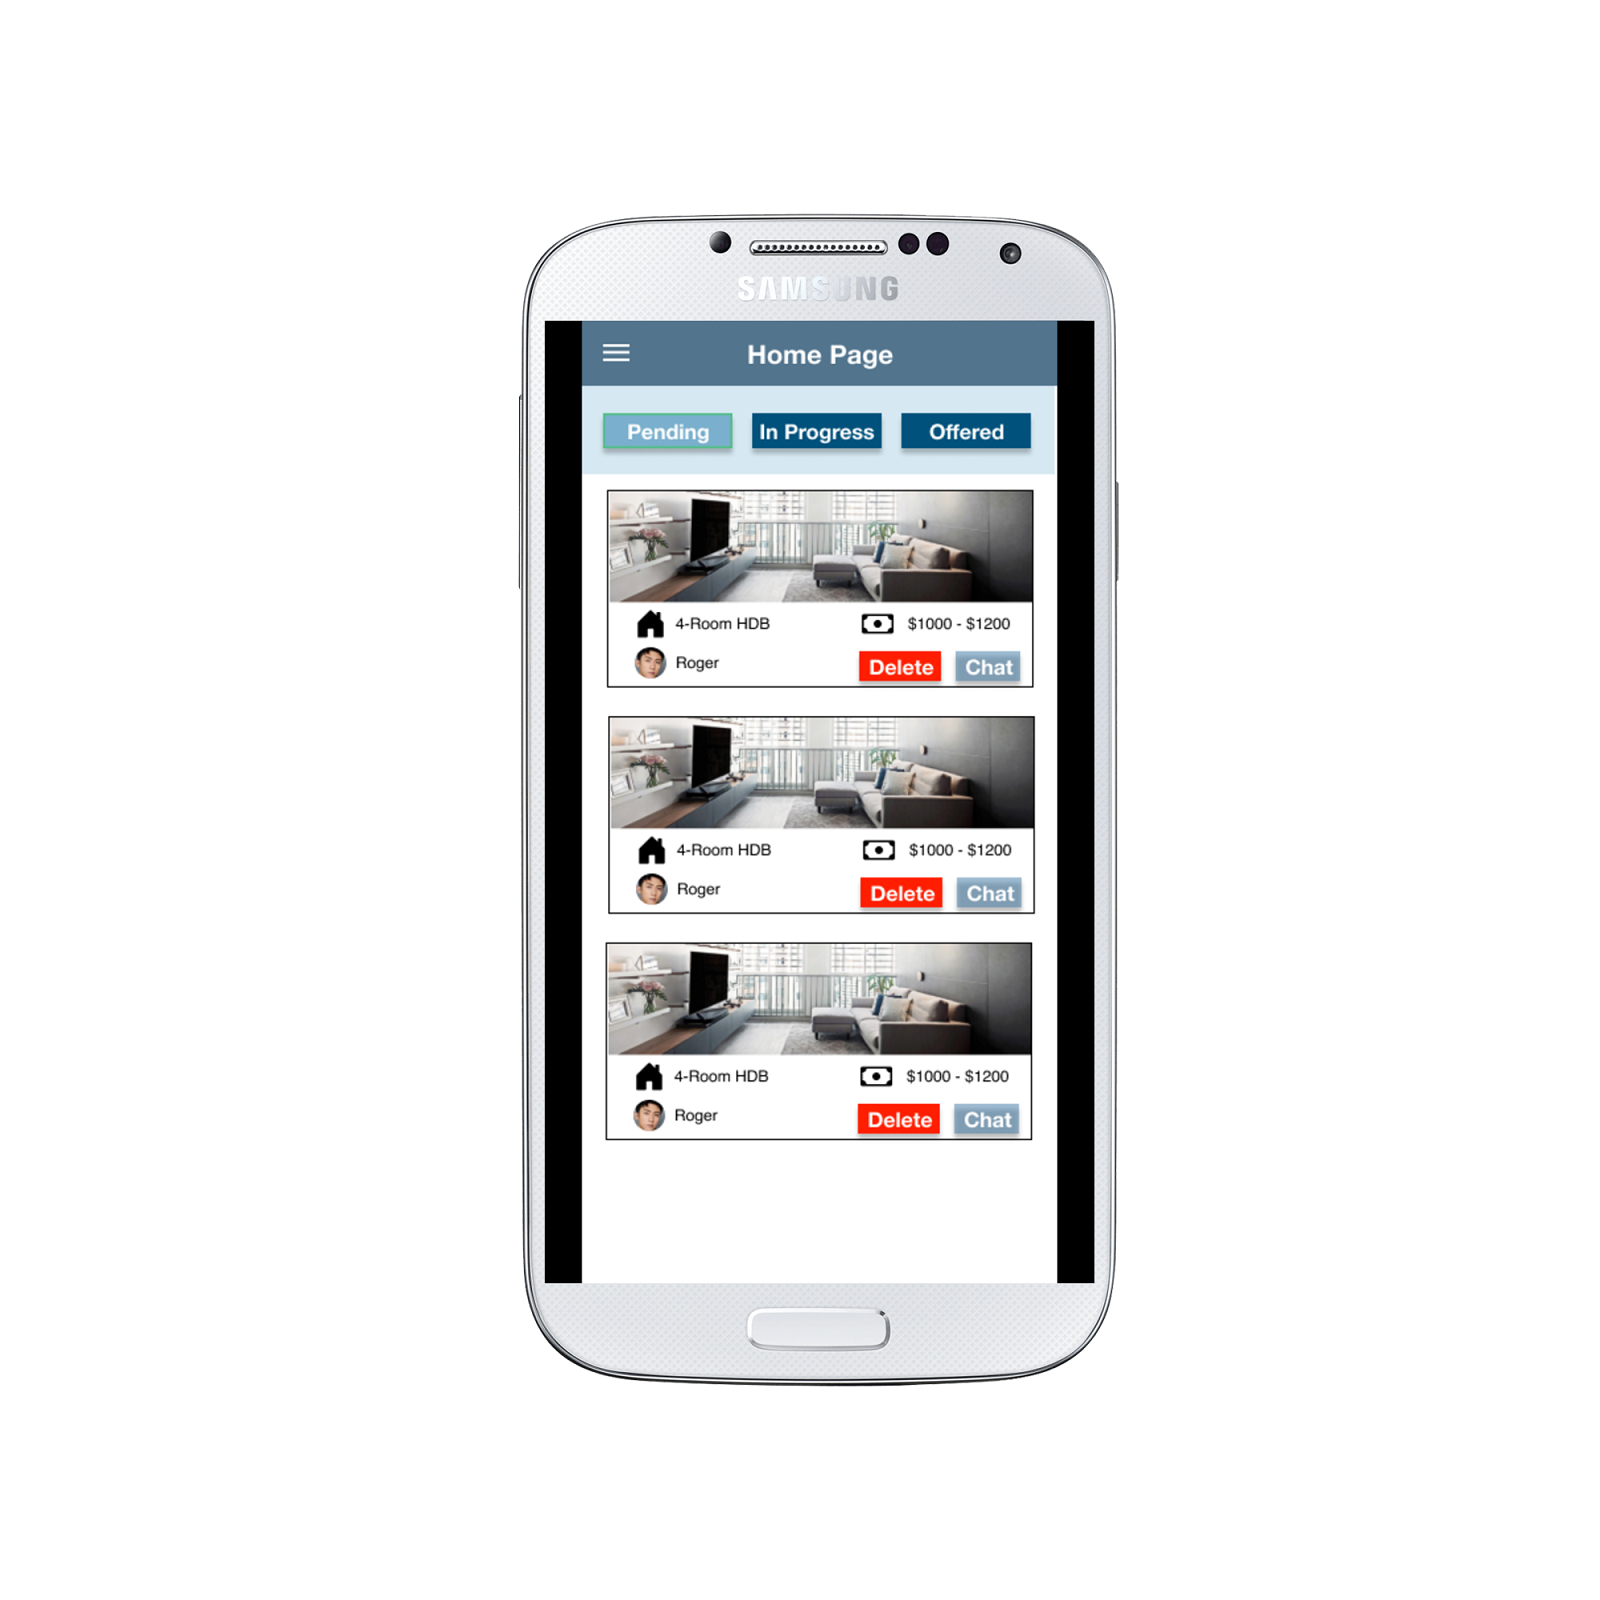 SAMSUNG
Home Page
Pending In Progress Offered
4-Room HDB $1000 - $1200
Roger Delete Chat
4-Room HDB $1000 - $1200
Roger Delete Chat
4-Room HDB $1000 - $1200
Roger Delete Chat